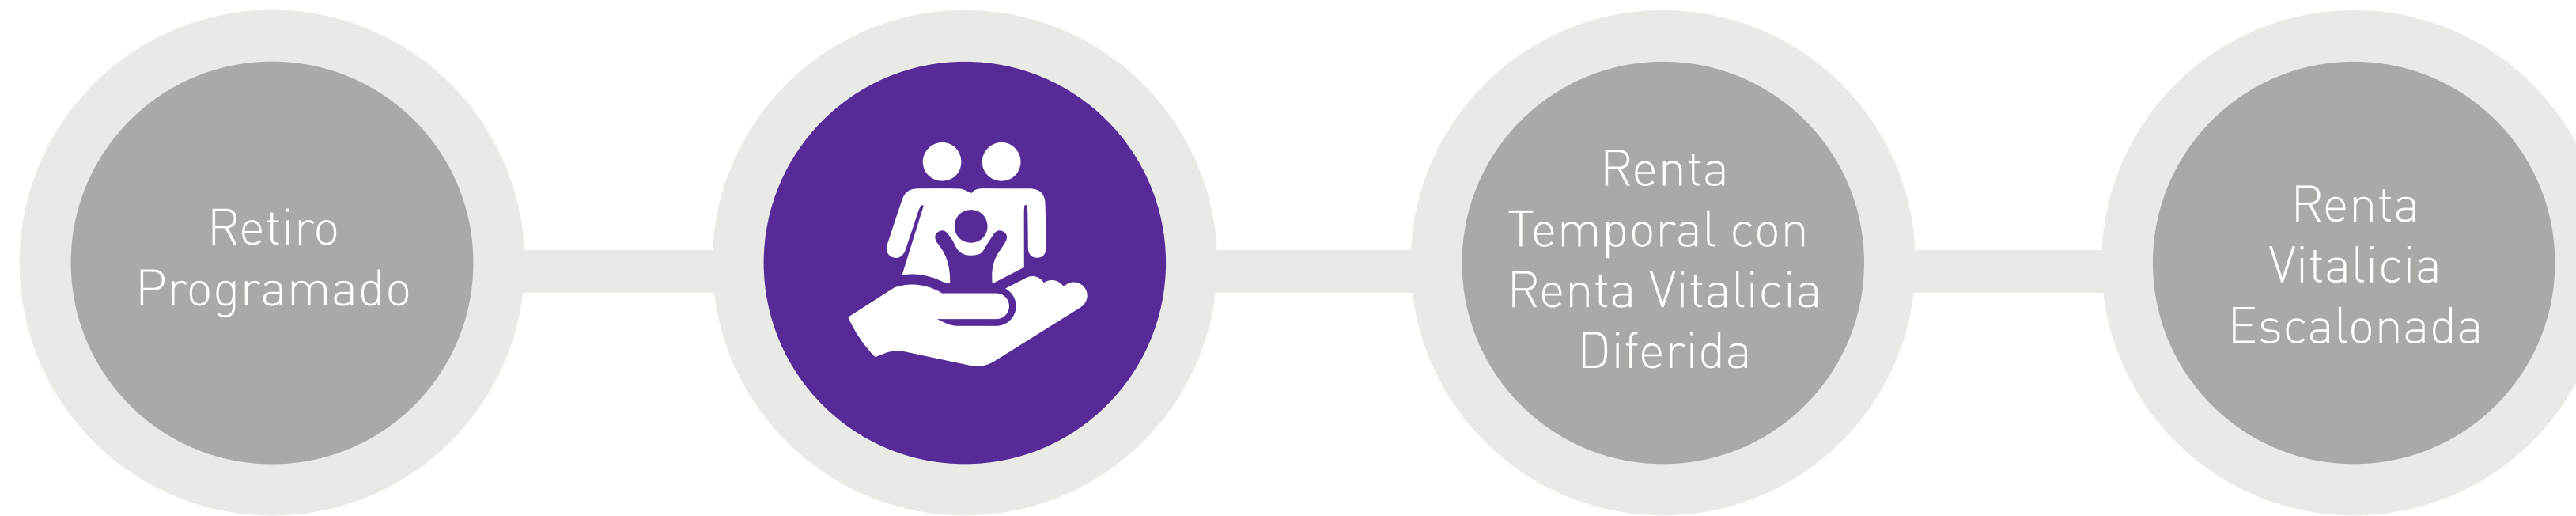 Retiro
Programado
Renta
Temporal con
Renta Vitalicia
Diferida
Renta
Vitalicia
Escalonada